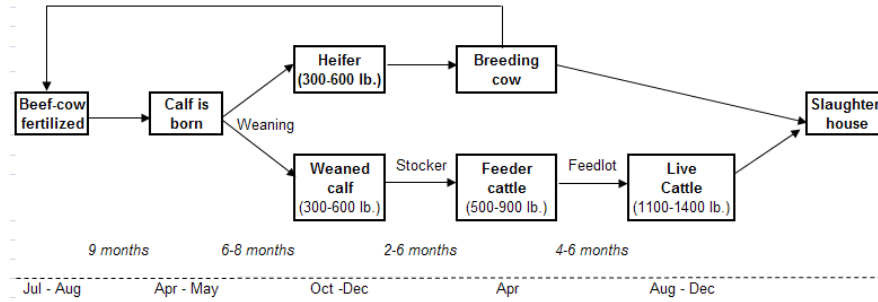 Heifer
(300-600 lb.)
Breeding
cow
Beef-cow
fertilized
Calf is
born
Slaughter
house
Weaning
Weaned
calf
(300-600 lb.)
Stocker
Feeder
cattle
(500-900 lb.)
Feedlot
Live
Cattle
(1100-1400 lb.)
9 months
6-8 months
2-6 months
4-6 months
Jul - Aug
Apr - May
Oct -Dec
Apr
Aug - Dec